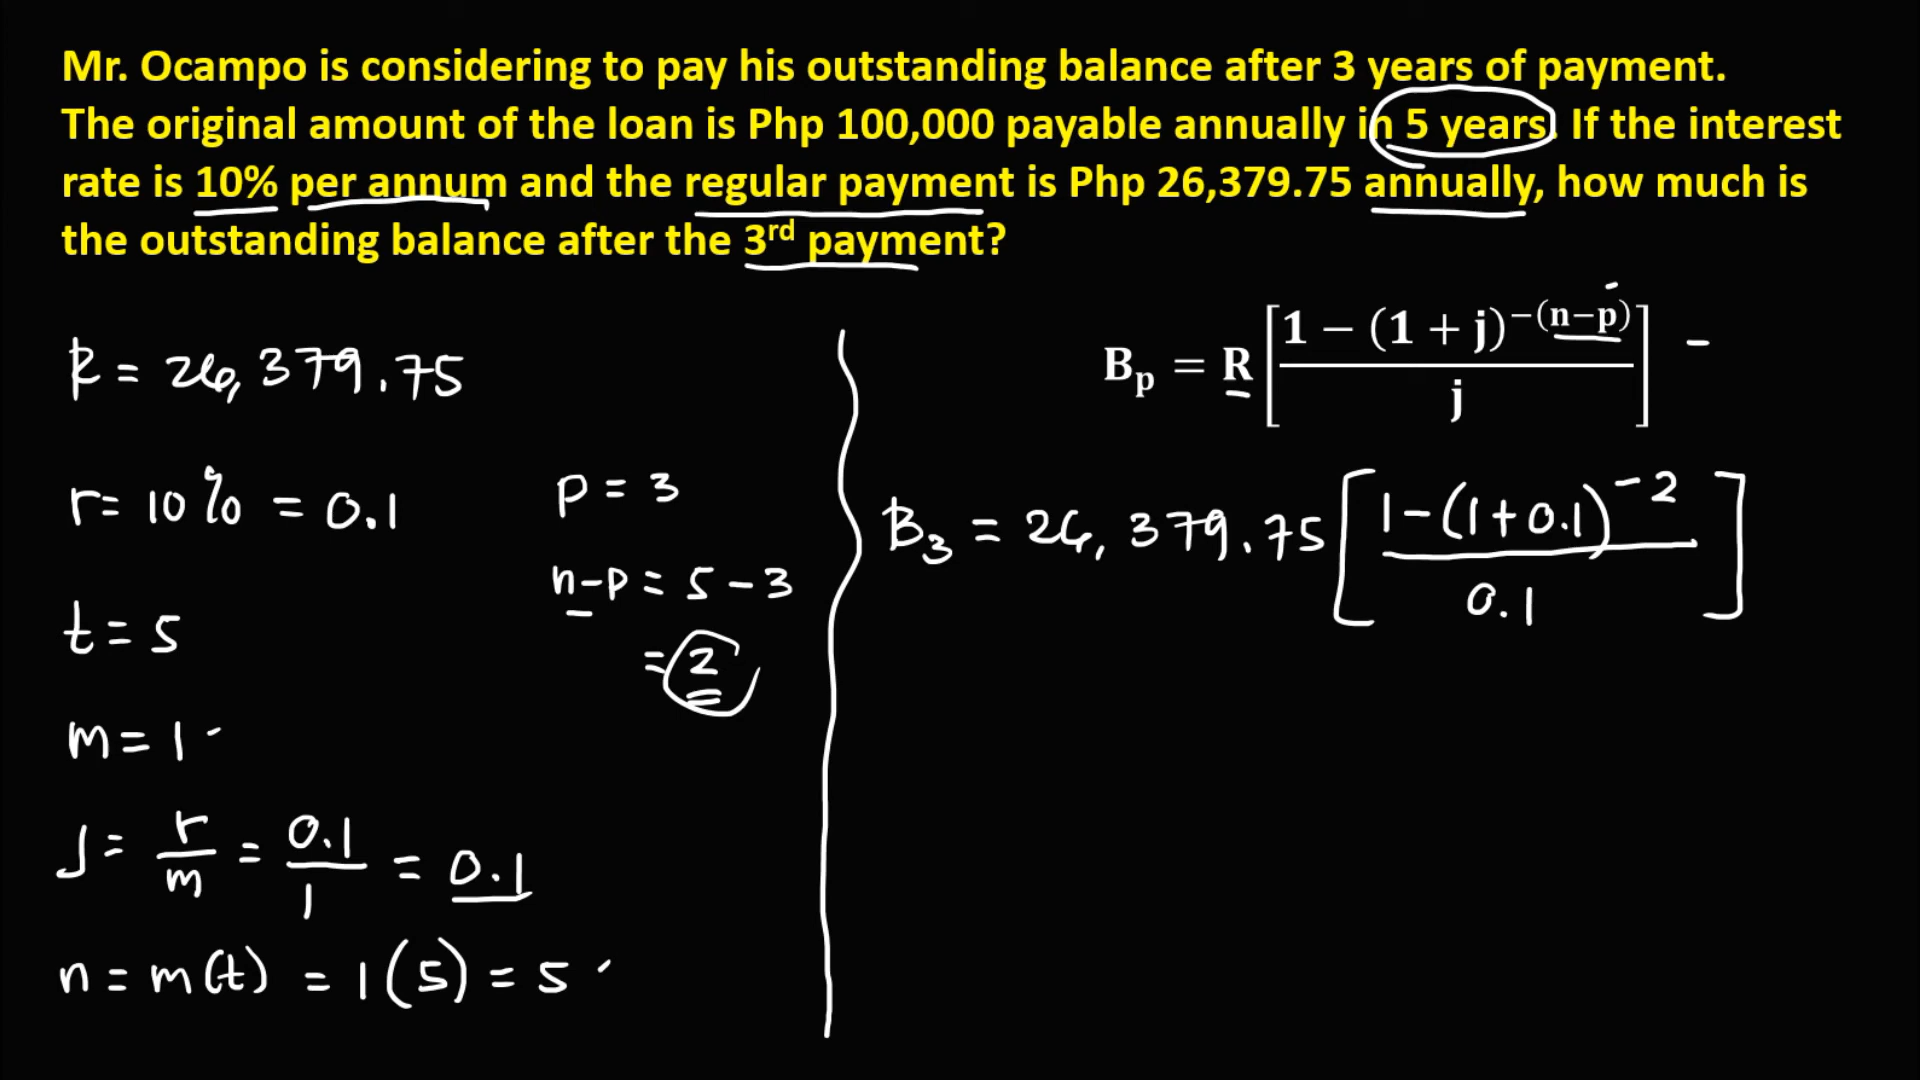 Mr. Ocampo is considering to pay his outstanding balance after 3 years of payment.
The original amount of the loan is Php 100,000 payable annually in 5 years. If the interest
rate is 10% per annum and the regular payment is Php 26,379.75 annually, how much is
the outstanding balance after the 3rd payment?
R = 26,379.75
r = 10% = 0.1
t = 5
m = 1
j = r/m = 0.1/1 = 0.1
n = m(t) = 1(5) = 5
p = 3
n-p = 5-3
= 2
Bₚ = R [ 1 − (1 + j)^−(n−p) / j ]
B₃ = 26,379.75 [ 1-(1+0.1)^-2 / 0.1 ]